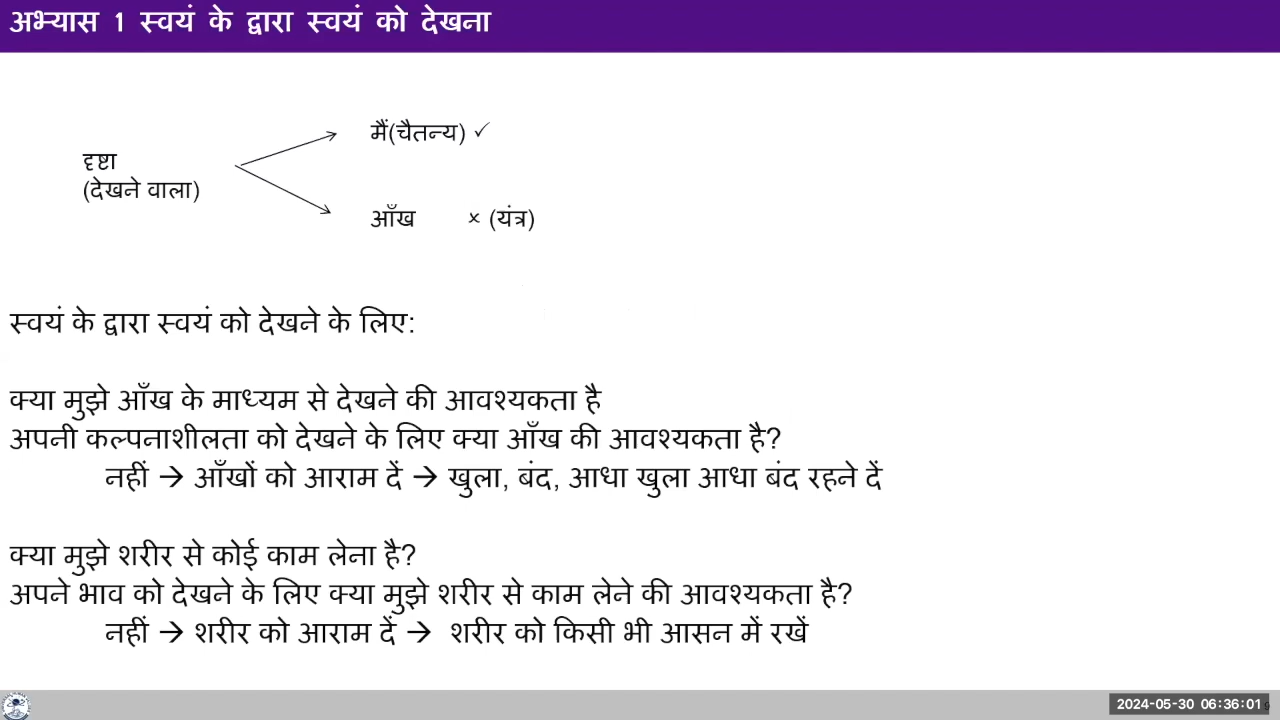 अभ्यास 1 स्वयं के द्वारा स्वयं को देखना
मैं(चैतन्य) ✓
दृष्टा
(देखने वाला)
आँख × (यंत्र)
स्वयं के द्वारा स्वयं को देखने के लिए:
क्या मुझे आँख के माध्यम से देखने की आवश्यकता है
अपनी कल्पनाशीलता को देखने के लिए क्या आँख की आवश्यकता है?
नहीं → आँखों को आराम दें → खुला, बंद, आधा खुला आधा बंद रहने दें
क्या मुझे शरीर से कोई काम लेना है?
अपने भाव को देखने के लिए क्या मुझे शरीर से काम लेने की आवश्यकता है?
नहीं → शरीर को आराम दें → शरीर को किसी भी आसन में रखें
2024-05-30 06:36:01